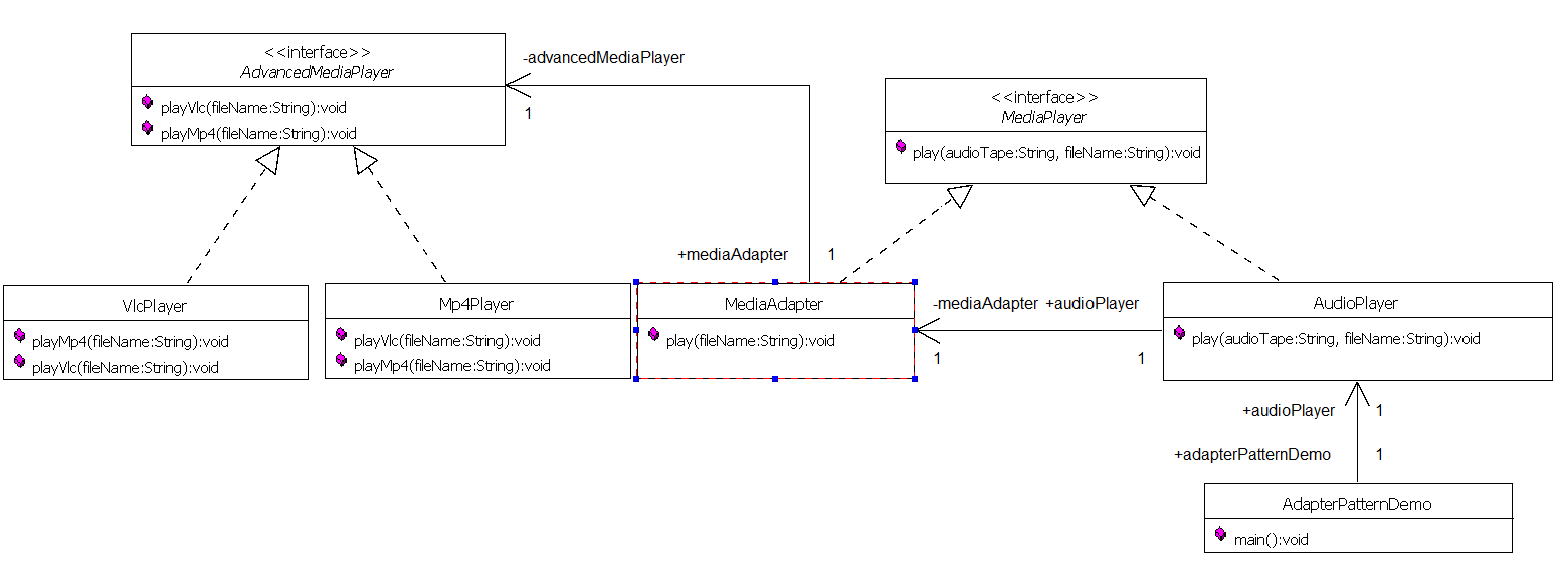 <<interface>>
AdvancedMediaPlayer
playVlc(fileName:String):void
playMp4(fileName:String):void
-advancedMediaPlayer
1
<<interface>>
MediaPlayer
play(audioTape:String, fileName:String):void
+mediaAdapter
1
VlcPlayer
playMp4(fileName:String):void
playVlc(fileName:String):void
Mp4Player
playVlc(fileName:String):void
playMp4(fileName:String):void
MediaAdapter
play(fileName:String):void
-mediaAdapter
+audioPlayer
1
1
AudioPlayer
play(audioTape:String, fileName:String):void
+audioPlayer
1
+adapterPatternDemo
1
AdapterPatternDemo
main():void